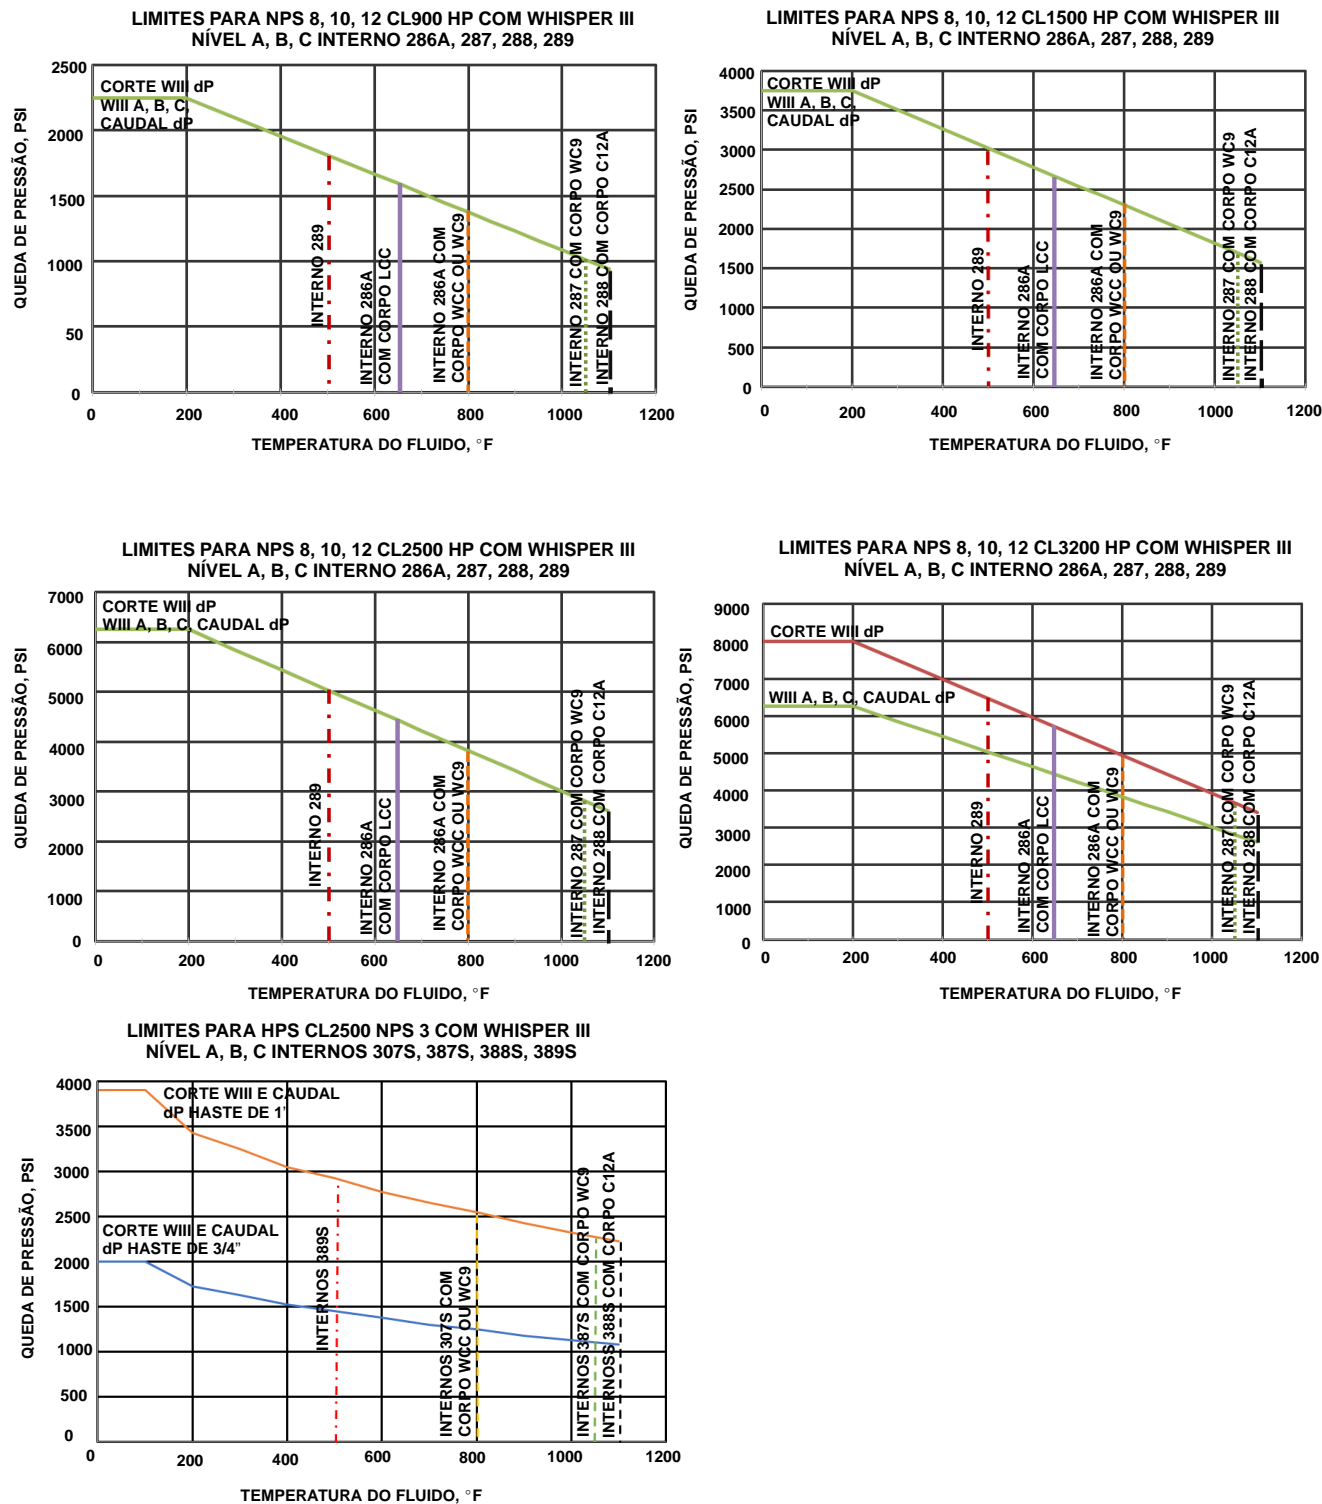 LIMITES PARA NPS 8, 10, 12 CL900 HP COM WHISPER III
NÍVEL A, B, C INTERNO 286A, 287, 288, 289
QUEDA DE PRESSÃO, PSI
2500
2000
1500
1000
50
0
CORTE WIII dP
WIII A, B, C,
CAUDAL dP
INTERNO 289
INTERNO 286A
COM CORPO LCC
INTERNO 286A COM
CORPO WCC OU WC9
INTERNO 287 COM CORPO WC9
INTERNO 288 COM CORPO C12A
0 200 400 600 800 1000 1200
TEMPERATURA DO FLUIDO, °F
LIMITES PARA NPS 8, 10, 12 CL1500 HP COM WHISPER III
NÍVEL A, B, C INTERNO 286A, 287, 288, 289
QUEDA DE PRESSÃO, PSI
4000
3500
3000
2500
2000
1500
1000
500
0
CORTE WIII dP
WIII A, B, C,
CAUDAL dP
INTERNO 289
INTERNO 286A
COM CORPO LCC
INTERNO 286A COM
CORPO WCC OU WC9
INTERNO 287 COM CORPO WC9
INTERNO 288 COM CORPO C12A
0 200 400 600 800 1000 1200
TEMPERATURA DO FLUIDO, °F
LIMITES PARA NPS 8, 10, 12 CL2500 HP COM WHISPER III
NÍVEL A, B, C INTERNO 286A, 287, 288, 289
QUEDA DE PRESSÃO, PSI
7000
6000
5000
4000
3000
2000
1000
0
CORTE WIII dP
WIII A, B, C, CAUDAL dP
INTERNO 289
INTERNO 286A
COM CORPO LCC
INTERNO 286A COM
CORPO WCC OU WC9
INTERNO 287 COM CORPO WC9
INTERNO 288 COM CORPO C12A
0 200 400 600 800 1000 1200
TEMPERATURA DO FLUIDO, °F
LIMITES PARA NPS 8, 10, 12 CL3200 HP COM WHISPER III
NÍVEL A, B, C INTERNO 286A, 287, 288, 289
QUEDA DE PRESSÃO, PSI
9000
8000
7000
6000
5000
4000
3000
2000
1000
0
CORTE WIII dP
WIII A, B, C, CAUDAL dP
INTERNO 289
INTERNO 286A
COM CORPO LCC
INTERNO 286A COM
CORPO WCC OU WC9
INTERNO 287 COM CORPO WC9
INTERNO 288 COM CORPO C12A
0 200 400 600 800 1000 1200
TEMPERATURA DO FLUIDO, °F
LIMITES PARA HPS CL2500 NPS 3 COM WHISPER III
NÍVEL A, B, C INTERNOS 307S, 387S, 388S, 389S
QUEDA DE PRESSÃO, PSI
4000
3500
3000
2500
2000
1500
1000
500
0
CORTE WIII E CAUDAL
dP HASTE DE 1"
CORTE WIII E CAUDAL
dP HASTE DE 3/4"
INTERNOS 389S
INTERNOS 307S COM
CORPO WCC OU WC9
INTERNOS 387S COM CORPO WC9
INTERNOSS 388S COM CORPO C12A
0 200 400 600 800 1000 1200
TEMPERATURA DO FLUIDO, °F